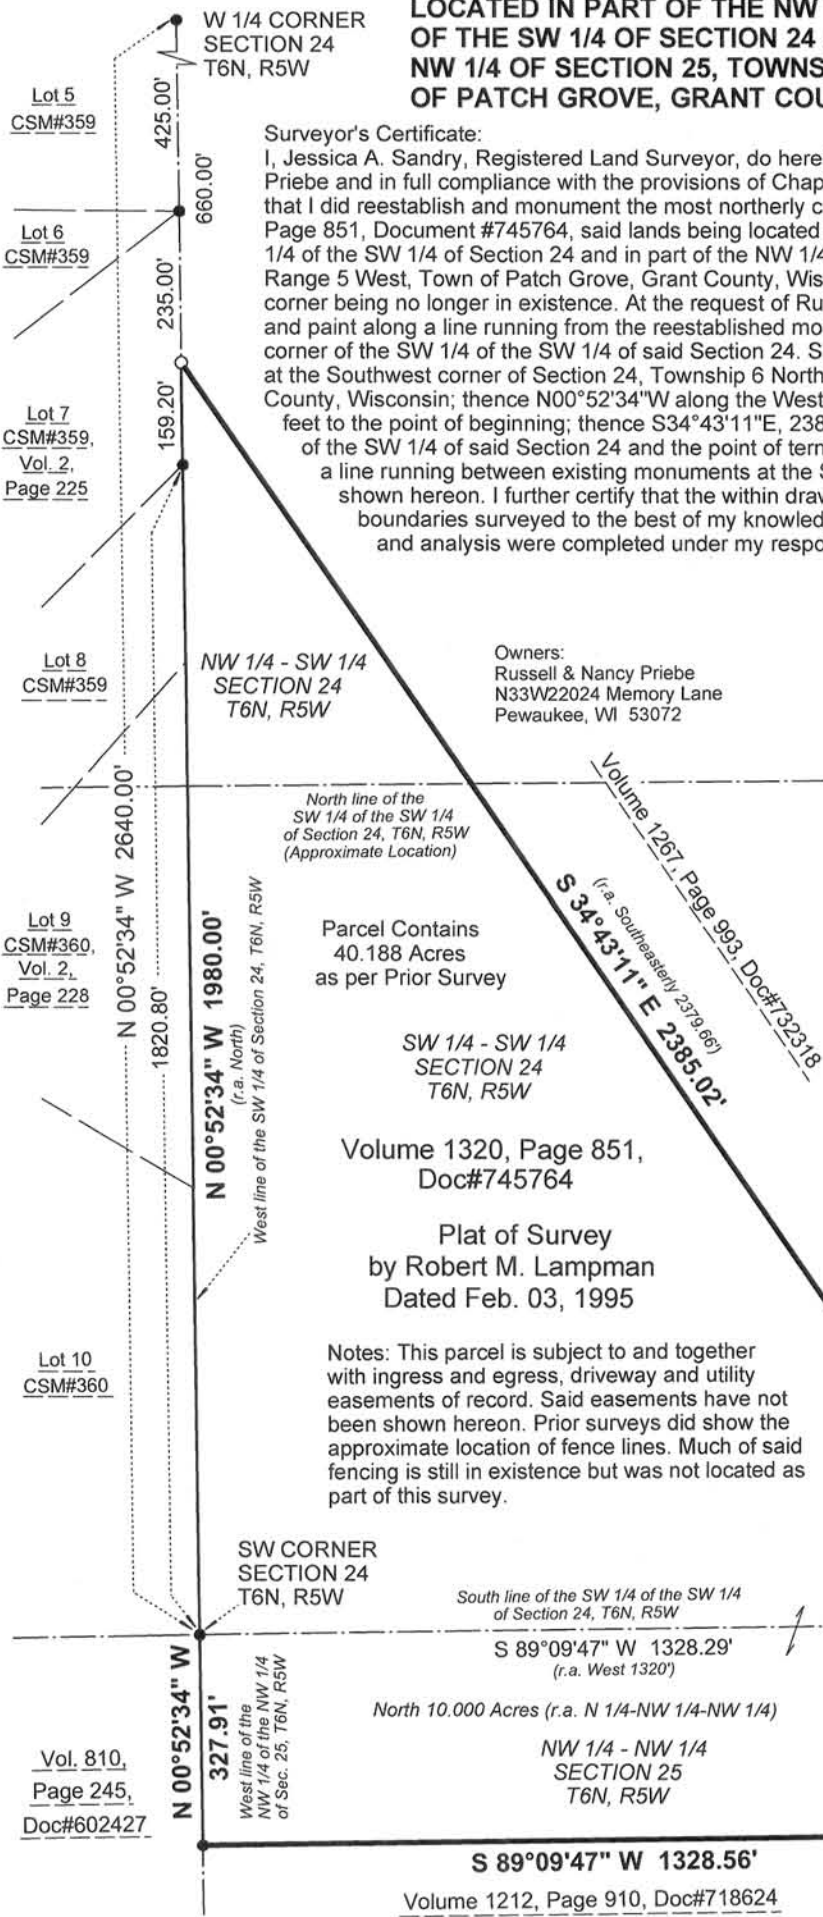 LOCATED IN PART OF THE NW
OF THE SW 1/4 OF SECTION 24
NW 1/4 OF SECTION 25, TOWNS
OF PATCH GROVE, GRANT COU
W 1/4 CORNER
SECTION 24
T6N, R5W
Lot 5
CSM#359
425.00'
660.00'
Lot 6
CSM#359
235.00'
Surveyor's Certificate:
I, Jessica A. Sandry, Registered Land Surveyor, do here
Priebe and in full compliance with the provisions of Chap
that I did reestablish and monument the most northerly c
Page 851, Document #745764, said lands being located
1/4 of the SW 1/4 of Section 24 and in part of the NW 1/4
Range 5 West, Town of Patch Grove, Grant County, Wis
corner being no longer in existence. At the request of Ru
and paint along a line running from the reestablished mo
corner of the SW 1/4 of the SW 1/4 of said Section 24. S
at the Southwest corner of Section 24, Township 6 North
County, Wisconsin; thence N00°52'34"W along the West
feet to the point of beginning; thence S34°43'11"E, 238
of the SW 1/4 of said Section 24 and the point of tern
a line running between existing monuments at the S
shown hereon. I further certify that the within drav
boundaries surveyed to the best of my knowled
and analysis were completed under my respo
159.20'
Lot 7
CSM#359,
Vol. 2,
Page 225
Lot 8
CSM#359
NW 1/4 - SW 1/4
SECTION 24
T6N, R5W
Owners:
Russell & Nancy Priebe
N33W22024 Memory Lane
Pewaukee, WI 53072
Volume 1267, Page 993, Doc#732318
North line of the
SW 1/4 of the SW 1/4
of Section 24, T6N, R5W
(Approximate Location)
N 00°52'34" W 2640.00'
1820.80'
Lot 9
CSM#360,
Vol. 2,
Page 228
N 00°52'34" W 1980.00'
(r.a. North)
West line of the SW 1/4 of Section 24, T6N, R5W
Parcel Contains
40.188 Acres
as per Prior Survey
(r.a. Southeasterly 2379.66')
S 34°43'11" E 2385.02'
SW 1/4 - SW 1/4
SECTION 24
T6N, R5W
Volume 1320, Page 851,
Doc#745764
Plat of Survey
by Robert M. Lampman
Dated Feb. 03, 1995
Lot 10
CSM#360
Notes: This parcel is subject to and together
with ingress and egress, driveway and utility
easements of record. Said easements have not
been shown hereon. Prior surveys did show the
approximate location of fence lines. Much of said
fencing is still in existence but was not located as
part of this survey.
SW CORNER
SECTION 24
T6N, R5W
South line of the SW 1/4 of the SW 1/4
of Section 24, T6N, R5W
S 89°09'47" W 1328.29'
(r.a. West 1320')
N 00°52'34" W
327.91'
West line of the
NW 1/4 of the NW 1/4
of Sec. 25, T6N, R5W
North 10.000 Acres (r.a. N 1/4-NW 1/4-NW 1/4)
NW 1/4 - NW 1/4
SECTION 25
T6N, R5W
Vol. 810,
Page 245,
Doc#602427
S 89°09'47" W 1328.56'
Volume 1212, Page 910, Doc#718624